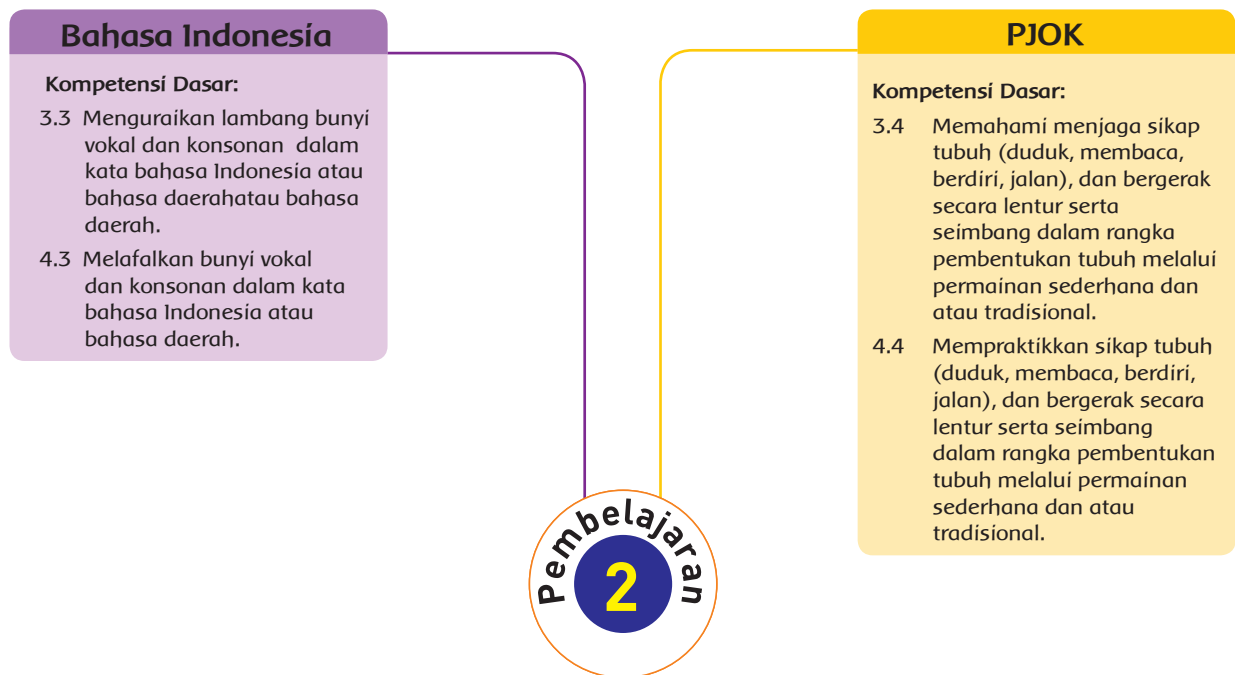 Bahasa Indonesia
Kompetensi Dasar:
3.3 Menguraikan lambang bunyi
vokal dan konsonan dalam
kata bahasa Indonesia atau
bahasa daerahatau bahasa
daerah.
4.3 Melafalkan bunyi vokal
dan konsonan dalam kata
bahasa Indonesia atau
bahasa daerah.
PJOK
Kompetensi Dasar:
3.4 Memahami menjaga sikap
tubuh (duduk, membaca,
berdiri, jalan), dan bergerak
secara lentur serta
seimbang dalam rangka
pembentukan tubuh melalui
permainan sederhana dan
atau tradisional.
4.4 Mempraktikkan sikap tubuh
(duduk, membaca, berdiri,
jalan), dan bergerak secara
lentur serta seimbang
dalam rangka pembentukan
tubuh melalui permainan
sederhana dan atau
tradisional.
Pembelajaran
2